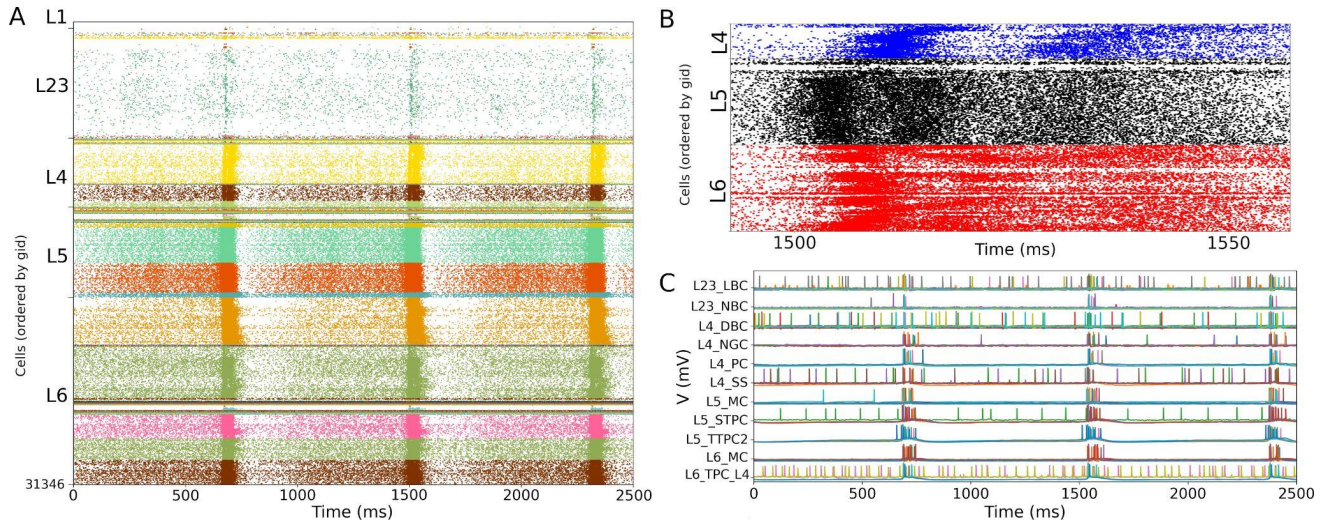 A
L1
L23
L4
L5
L6
Cells (ordered by gid)
31346
0 500 1000 1500 2000 2500
Time (ms)
B
L4
L5
L6
Cells (ordered by gid)
1500 1550
Time (ms)
C
L23_LBC
L23_NBC
L4_DBC
L4_NGC
L4_PC
L4_SS
L5_MC
L5_STPC
L5_TTPC2
L6_MC
L6_TPC_L4
V (mV)
0 500 1000 1500 2000 2500
Time (ms)